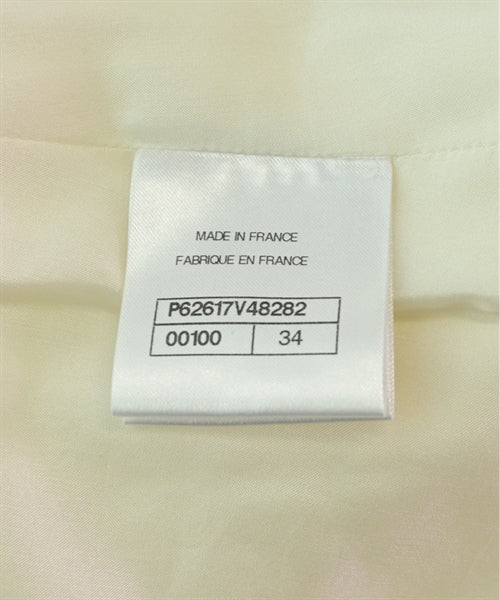 MADE IN FRANCE
FABRIQUE EN FRANCE
P62617V48282
00100 34